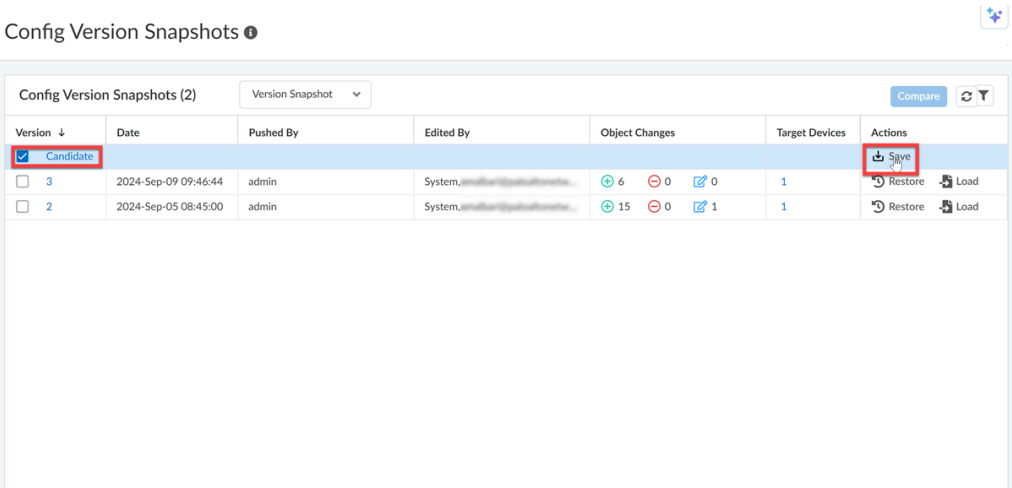 Config Version Snapshots
Config Version Snapshots (2) Version Snapshot Compare
Version ↓ Date Pushed By Edited By Object Changes Target Devices Actions
Candidate Save
3 2024-Sep-09 09:46:44 admin System, 6 0 0 1 Restore Load
2 2024-Sep-05 08:45:00 admin System, 15 0 1 1 Restore Load